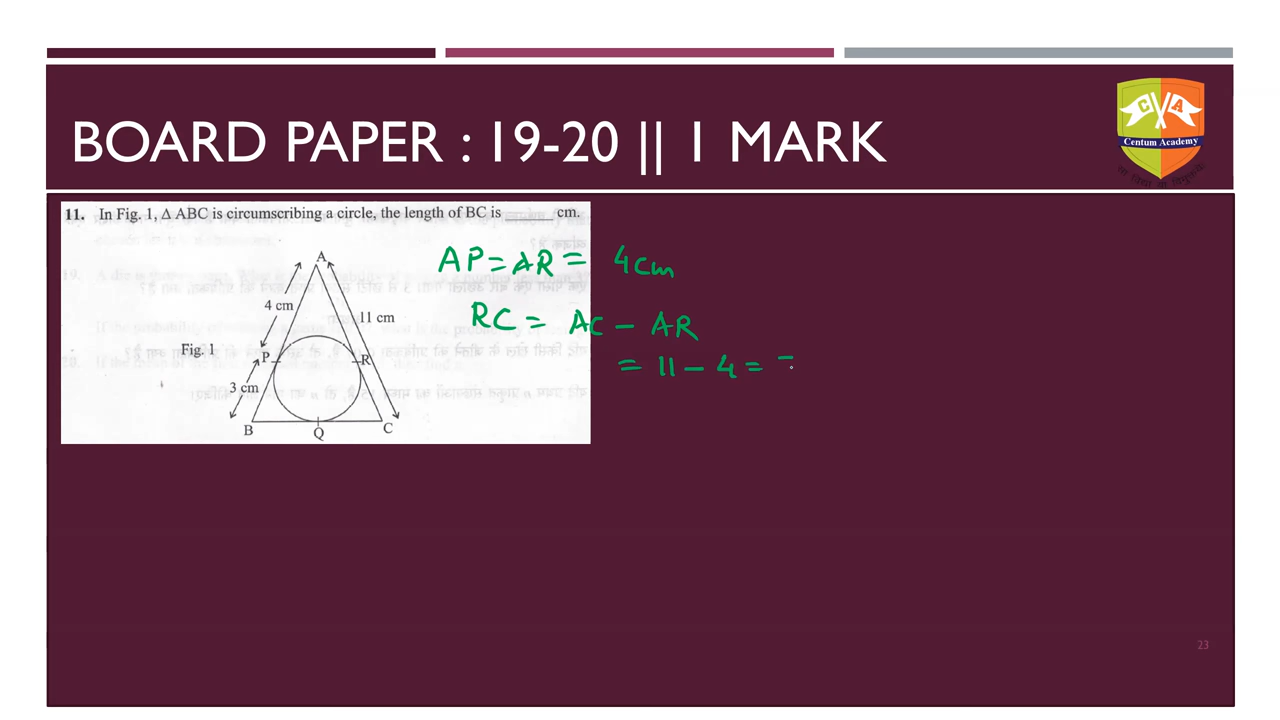 BOARD PAPER : 19-20 || 1 MARK
C A
Centum Academy
11. In Fig. 1, Δ ABC is circumscribing a circle, the length of BC is ______ cm.
A
4 cm
11 cm
Fig. 1
P
R
3 cm
B
Q
C
AP = AR = 4cm
RC = AC - AR
= 11 - 4 =
23